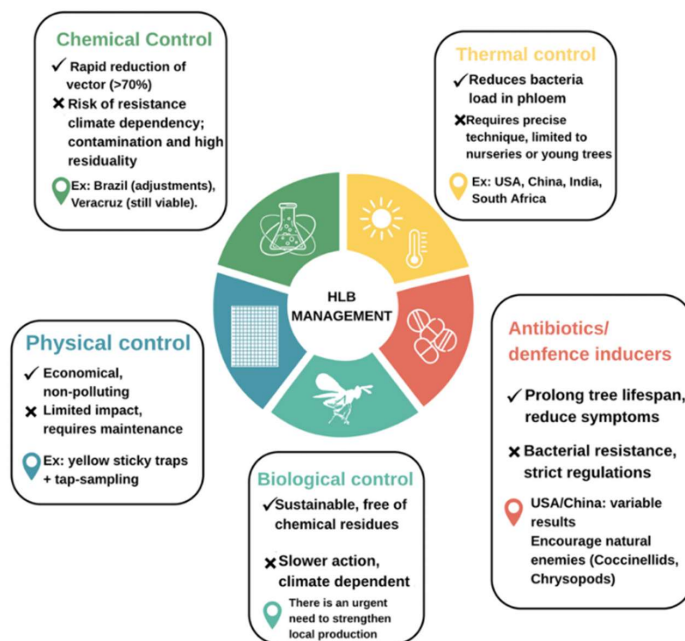 Chemical Control
✓ Rapid reduction of
vector (>70%)
✗ Risk of resistance
climate dependency;
contamination and high
residuality
Ex: Brazil (adjustments),
Veracruz (still viable).
Thermal control
✓ Reduces bacteria
load in phloem
✗ Requires precise
technique, limited to
nurseries or young trees
Ex: USA, China, India,
South Africa
HLB
MANAGEMENT
Physical control
✓ Economical,
non-polluting
✗ Limited impact,
requires maintenance
Ex: yellow sticky traps
+ tap-sampling
Antibiotics/
denfence inducers
✓ Prolong tree lifespan,
reduce symptoms
✗ Bacterial resistance,
strict regulations
USA/China: variable
results
Encourage natural
enemies (Coccinellids,
Chrysopods)
Biological control
✓ Sustainable, free of
chemical residues
✗ Slower action,
climate dependent
There is an urgent
need to strengthen
local production